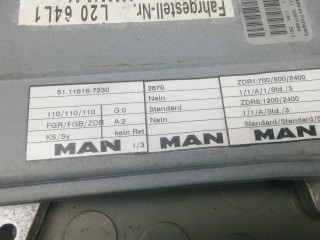 Fahrgestell-Nr.
L20 64L1
51.11616-7230
110/110/110 G:0
FGR/FGB/ZDR A:2
KS/Sy kein Ret
MAN 1/3
2670
Nein
Standard
Nein
Nein
MAN
ZDR1:700/800/2400
1/1/A/1/Std./3
ZDRS:1200/2400
1/1/A/Std./3
Standard/Standard/
MAN